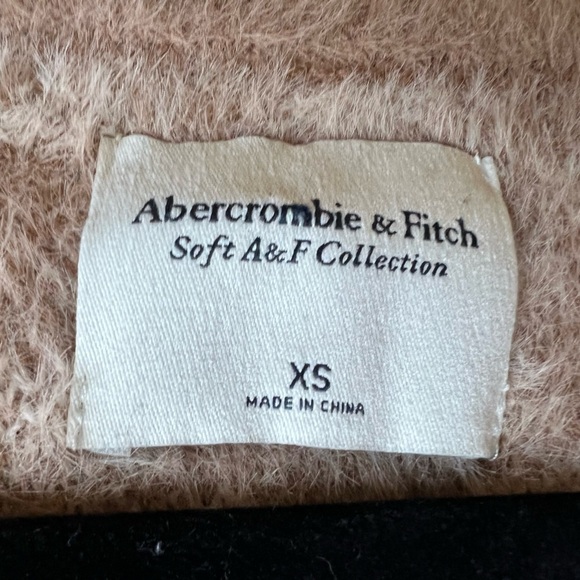 Abercrombie & Fitch
Soft A&F Collection
XS
MADE IN CHINA